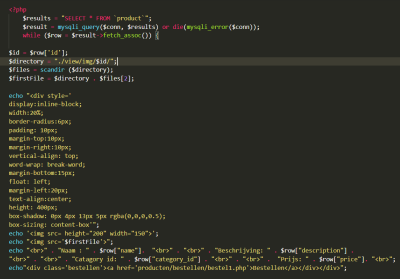 <?php
$results = "SELECT * FROM `product`";
$result = mysqli_query($conn, $results) or die(mysqli_error($conn));
while ($row = $result->fetch_assoc()) {
$id = $row['id'];
$directory = "./view/img/$id/";
$files = scandir ($directory);
$firstFile = $directory . $files[2];
echo "<div style='
display:inline-block;
width:20%;
border-radius:6px;
padding: 10px;
margin-top:10px;
margin-right:10px;
vertical-align: top;
word-wrap: break-word;
margin-bottom:15px;
float: left;
margin-left:20px;
text-align:center;
height: 400px;
box-shadow: 0px 4px 13px 5px rgba(0,0,0,0.5);
box-sizing: content-box'";
echo "<img src= height="200" width="150">';
echo "<img src='$firstFile'>";
echo "<br>" . "Naam : " . $row["name"]. "<br>" . "<br>" . "Beschrijving: " . $row["description"] .
"<br>" . "<br>" . "Catagory id: " . $row["category_id"] . "<br>" . "<br>" . "Prijs: " . $row["price"]. "<br>";
echo"<div class='bestellen'><a href='producten/bestellen/bestel1.php'>Bestellen</a></div></div>";